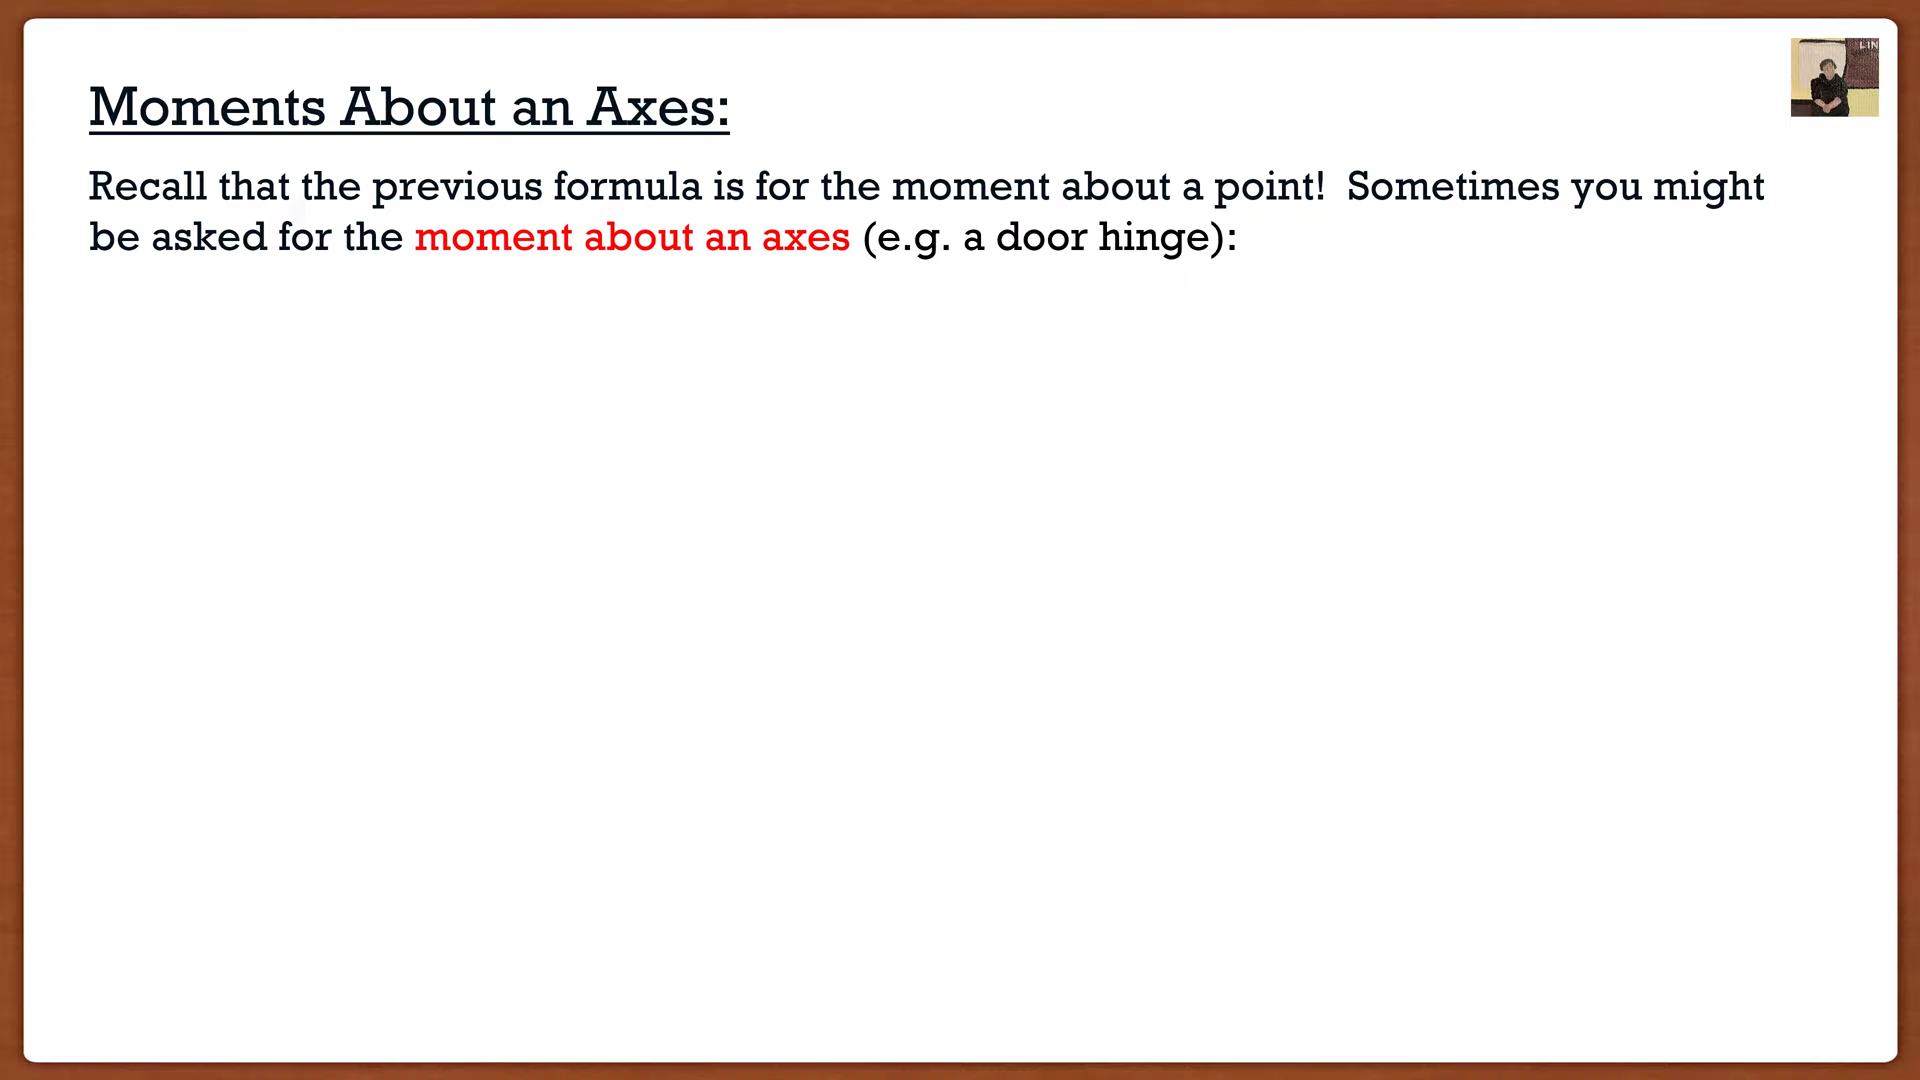 Moments About an Axes:
LIN
Recall that the previous formula is for the moment about a point!  Sometimes you might
be asked for the moment about an axes (e.g. a door hinge):